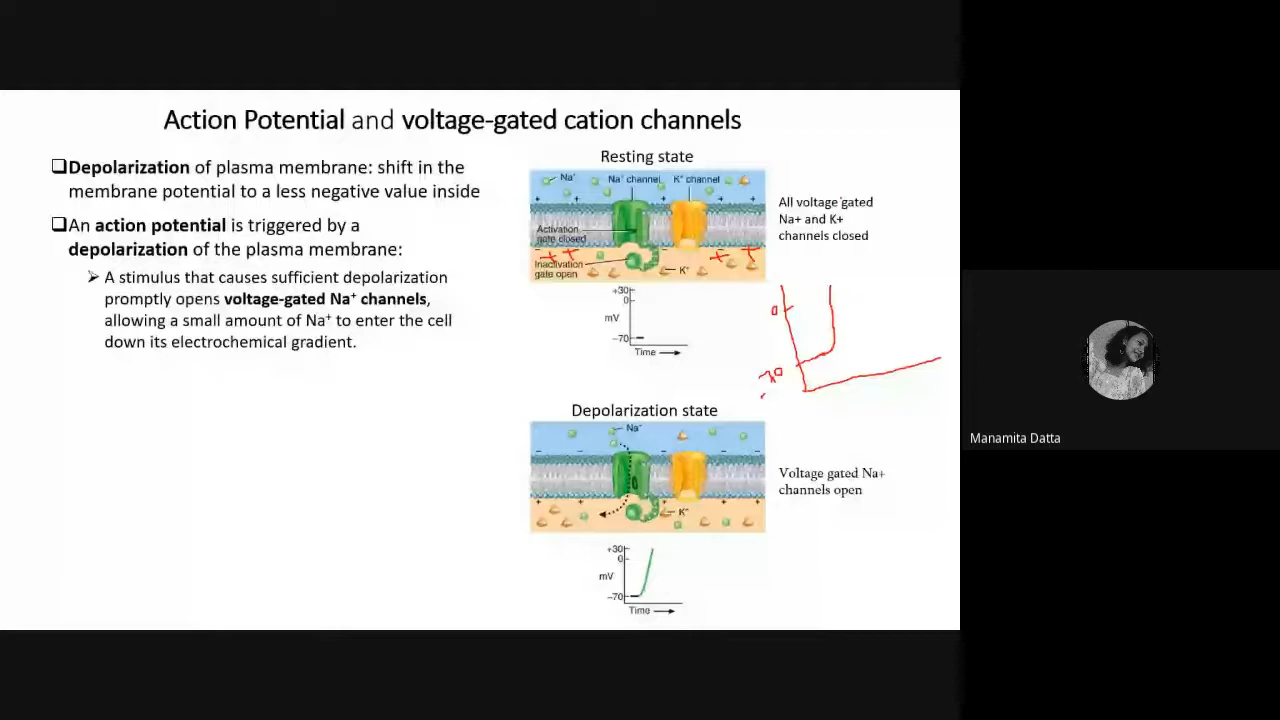 Action Potential and voltage-gated cation channels
❑Depolarization of plasma membrane: shift in the
membrane potential to a less negative value inside
❑An action potential is triggered by a
depolarization of the plasma membrane:
➢ A stimulus that causes sufficient depolarization
promptly opens voltage-gated Na⁺ channels,
allowing a small amount of Na⁺ to enter the cell
down its electrochemical gradient.
Resting state
Na⁺ Na⁺ channel K⁺ channel
Activation
gate closed
Inactivation
gate open
K⁺
+ + + +
All voltage gated
Na+ and K+
channels closed
+30
0
mV
−70
Time
0
Depolarization state
Na⁺
K⁺
Voltage gated Na+
channels open
+30
0
mV
−70
Time
Manamita Datta